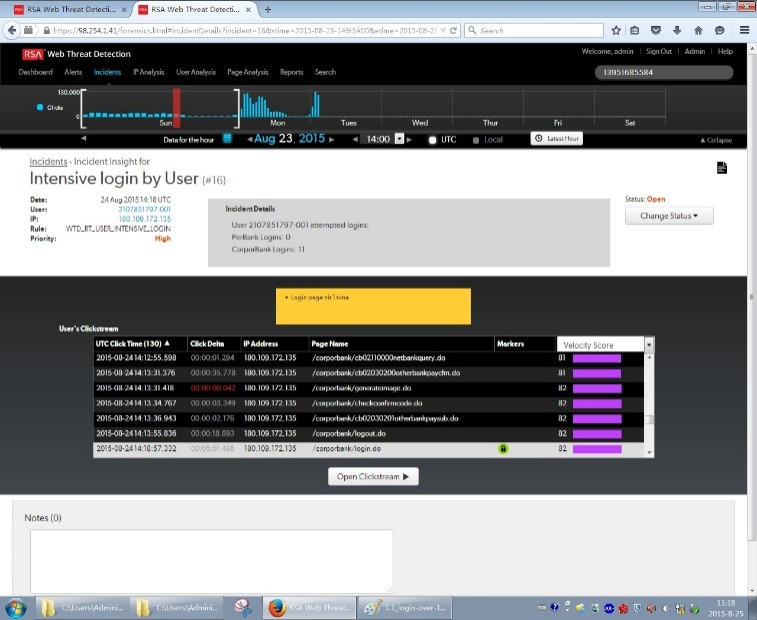 RSA Web Threat Detecti...
RSA Web Threat Detecti...
https://98.254.1.41/forensics.html#incidentDetails?incident=16&stime=2015-08-23-14%3A00&etime=2015-08-2
Search
RSA Web Threat Detection
Welcome, admin Sign Out Admin Help
Dashboard Alerts Incidents IP Analysis User Analysis Page Analysis Reports Search
13951685584
130,000
Clicks
0
Sun Mon Tues Wed Thur Fri Sat
Data for the hour Aug 23, 2015 14:00 UTC Local Latest Hour Collapse
Incidents › Incident Insight for
Intensive login by User (#16)
Date: 24 Aug 2015 14:18 UTC
User: 2107851797-001
IP: 180.109.172.135
Rule: WTD_RT_USER_INTENSIVE_LOGIN
Priority: High
Incident Details
User 2107851797-001 attempted logins:
PerBank Logins: 0
CorporBank Logins: 11
Status: Open
Change Status
• Login page hit 1 time
User's Clickstream
UTC Click Time (130) ▲ Click Delta IP Address Page Name Markers Velocity Score
2015-08-24 14:12:55.598 00:00:01.294 180.109.172.135 /corporbank/cb02110000netbankquery.do 81
2015-08-24 14:13:31.376 00:00:35.778 180.109.172.135 /corporbank/cb02030200otherbankpaycfm.do 81
2015-08-24 14:13:31.418 00:00:00.042 180.109.172.135 /corporbank/generateimage.do 82
2015-08-24 14:13:34.767 00:00:03.349 180.109.172.135 /corporbank/checkconfirmcode.do 82
2015-08-24 14:13:36.943 00:00:02.176 180.109.172.135 /corporbank/cb02030201otherbankpaysub.do 82
2015-08-24 14:13:55.836 00:00:18.893 180.109.172.135 /corporbank/logout.do 82
2015-08-24 14:18:57.332 00:05:01.496 180.109.172.135 /corporbank/login.do 82
Open Clickstream ▶
Notes (0)
C:\Users\Admini... C:\Users\Admini... RSA Web Threat... 1.1_login-over-1...
11:18
2015-8-25